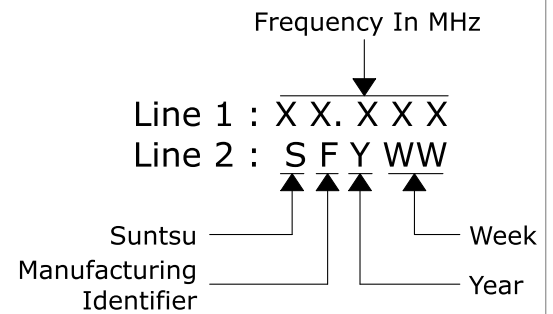 Frequency In MHz
Line 1 : X X. X X X
Line 2 : S F Y WW
Suntsu
Week
Manufacturing
Identifier
Year